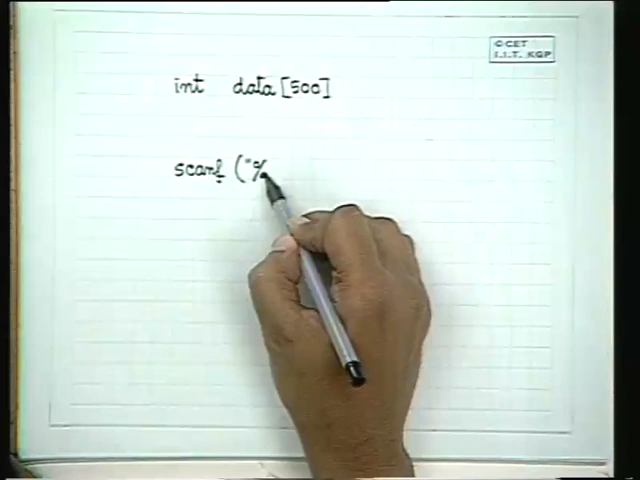 ©CET
I.I.T. KGP
int data[500]
scanf ("%